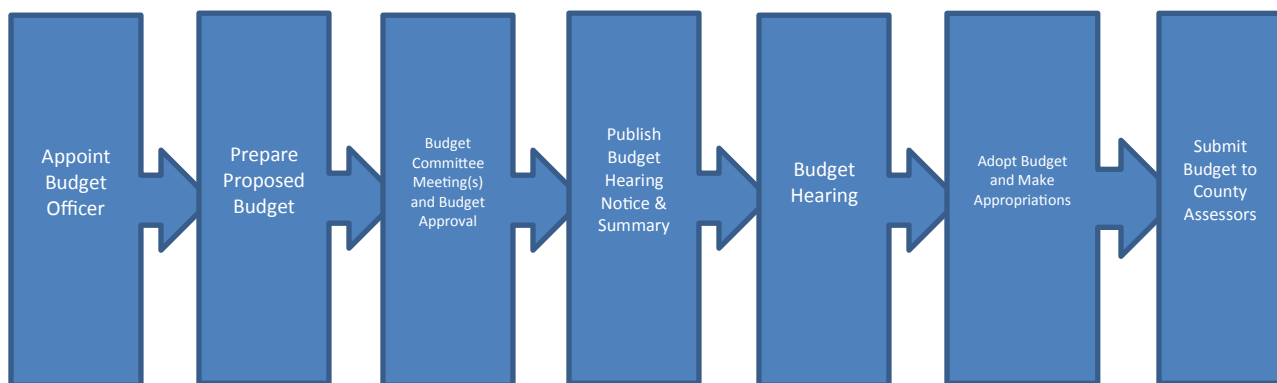 Appoint
Budget
Officer
Prepare
Proposed
Budget
Budget
Committee
Meeting(s)
and Budget
Approval
Publish
Budget
Hearing
Notice &
Summary
Budget
Hearing
Adopt Budget
and Make
Appropriations
Submit
Budget to
County
Assessors